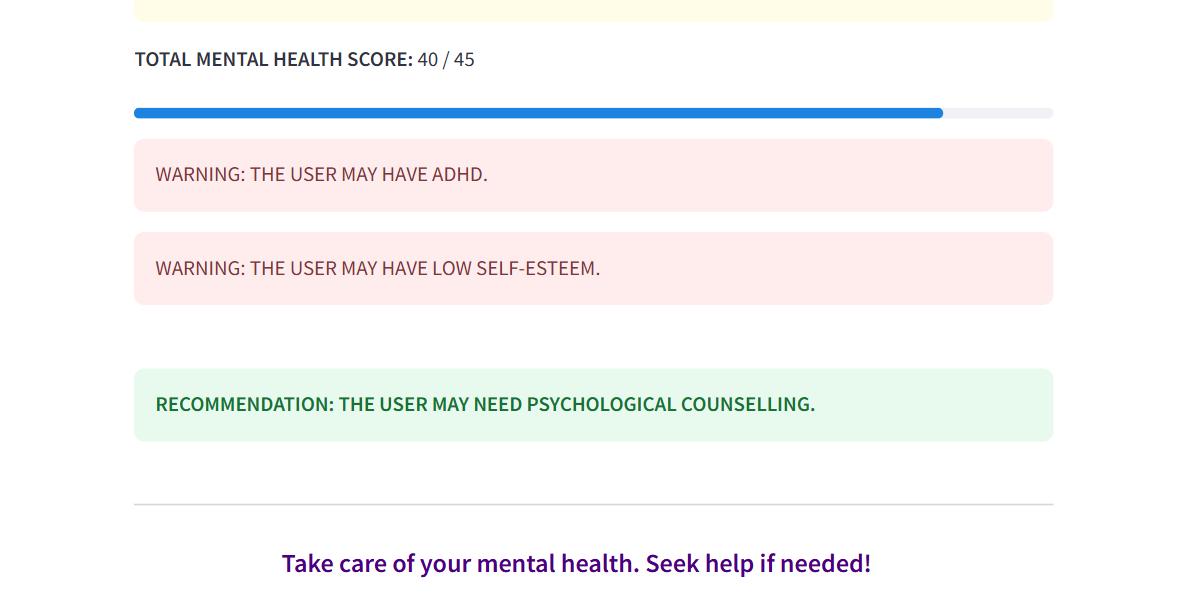 TOTAL MENTAL HEALTH SCORE: 40 / 45
WARNING: THE USER MAY HAVE ADHD.
WARNING: THE USER MAY HAVE LOW SELF-ESTEEM.
RECOMMENDATION: THE USER MAY NEED PSYCHOLOGICAL COUNSELLING.
Take care of your mental health. Seek help if needed!